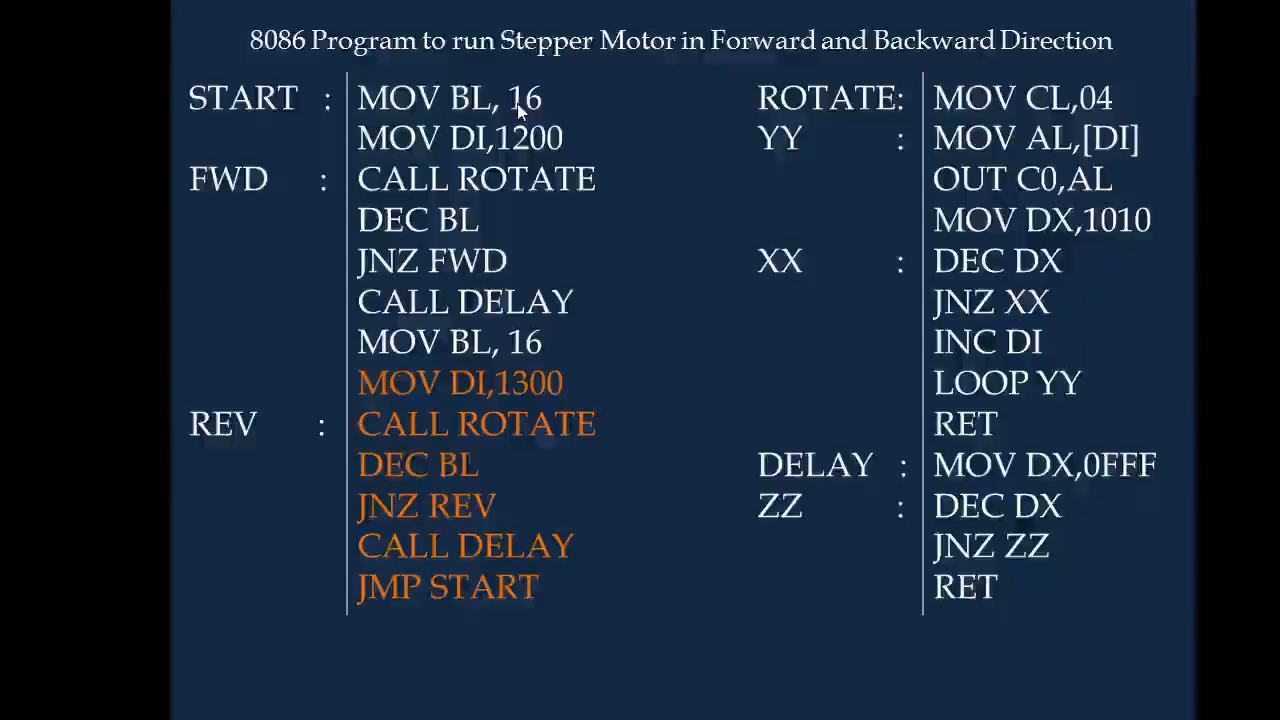 8086 Program to run Stepper Motor in Forward and Backward Direction
START : MOV BL, 16
MOV DI,1200
FWD : CALL ROTATE
DEC BL
JNZ FWD
CALL DELAY
MOV BL, 16
MOV DI,1300
REV : CALL ROTATE
DEC BL
JNZ REV
CALL DELAY
JMP START
ROTATE: MOV CL,04
YY : MOV AL,[DI]
OUT C0,AL
MOV DX,1010
XX : DEC DX
JNZ XX
INC DI
LOOP YY
RET
DELAY : MOV DX,0FFF
ZZ : DEC DX
JNZ ZZ
RET